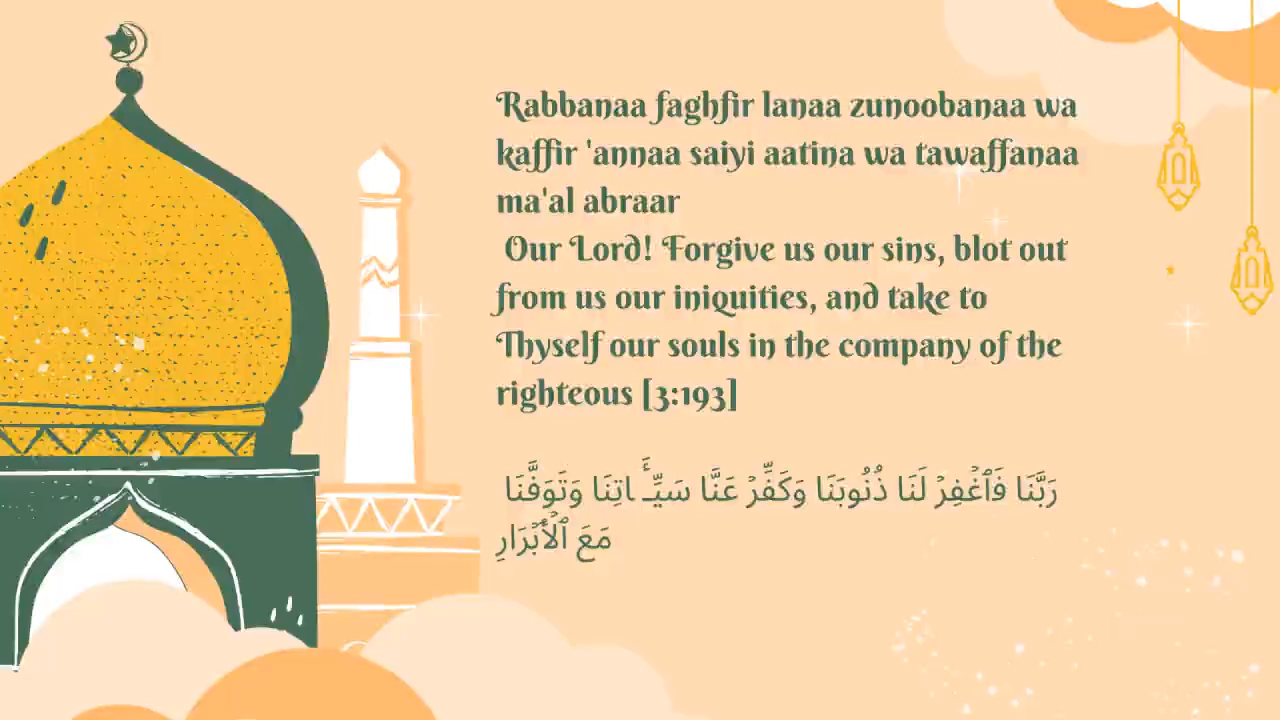 Rabbanaa faghfir lanaa zunoobanaa wa
kaffir 'annaa saiyi aatina wa tawaffanaa
ma'al abraar
Our Lord! Forgive us our sins, blot out
from us our iniquities, and take to
Thyself our souls in the company of the
righteous [3:193]
رَبَّنَا فَٱغْفِرْ لَنَا ذُنُوبَنَا وَكَفِّرْ عَنَّا سَيِّـَٔاتِنَا وَتَوَفَّنَا
مَعَ ٱلْأَبْرَارِ